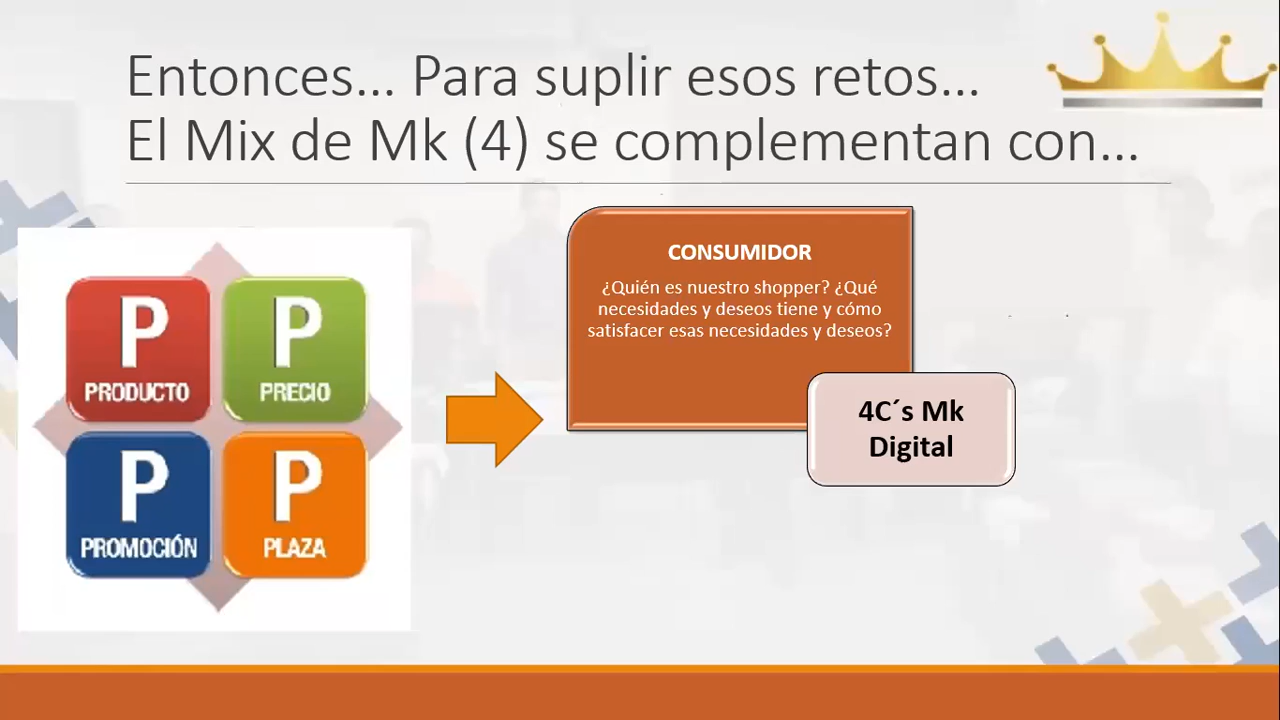 Entonces... Para suplir esos retos...
El Mix de Mk (4) se complementan con...
P
PRODUCTO
P
PRECIO
P
PROMOCIÓN
P
PLAZA
CONSUMIDOR
¿Quién es nuestro shopper? ¿Qué
necesidades y deseos tiene y cómo
satisfacer esas necesidades y deseos?
4C´s Mk
Digital